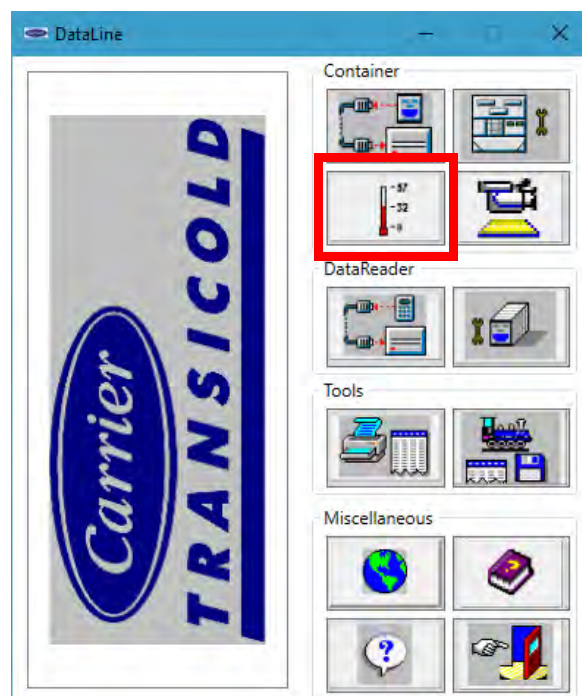 DataLine
Carrier
TRANSICOLD
Container
-57
-32
-0
DataReader
Tools
Miscellaneous
?
?